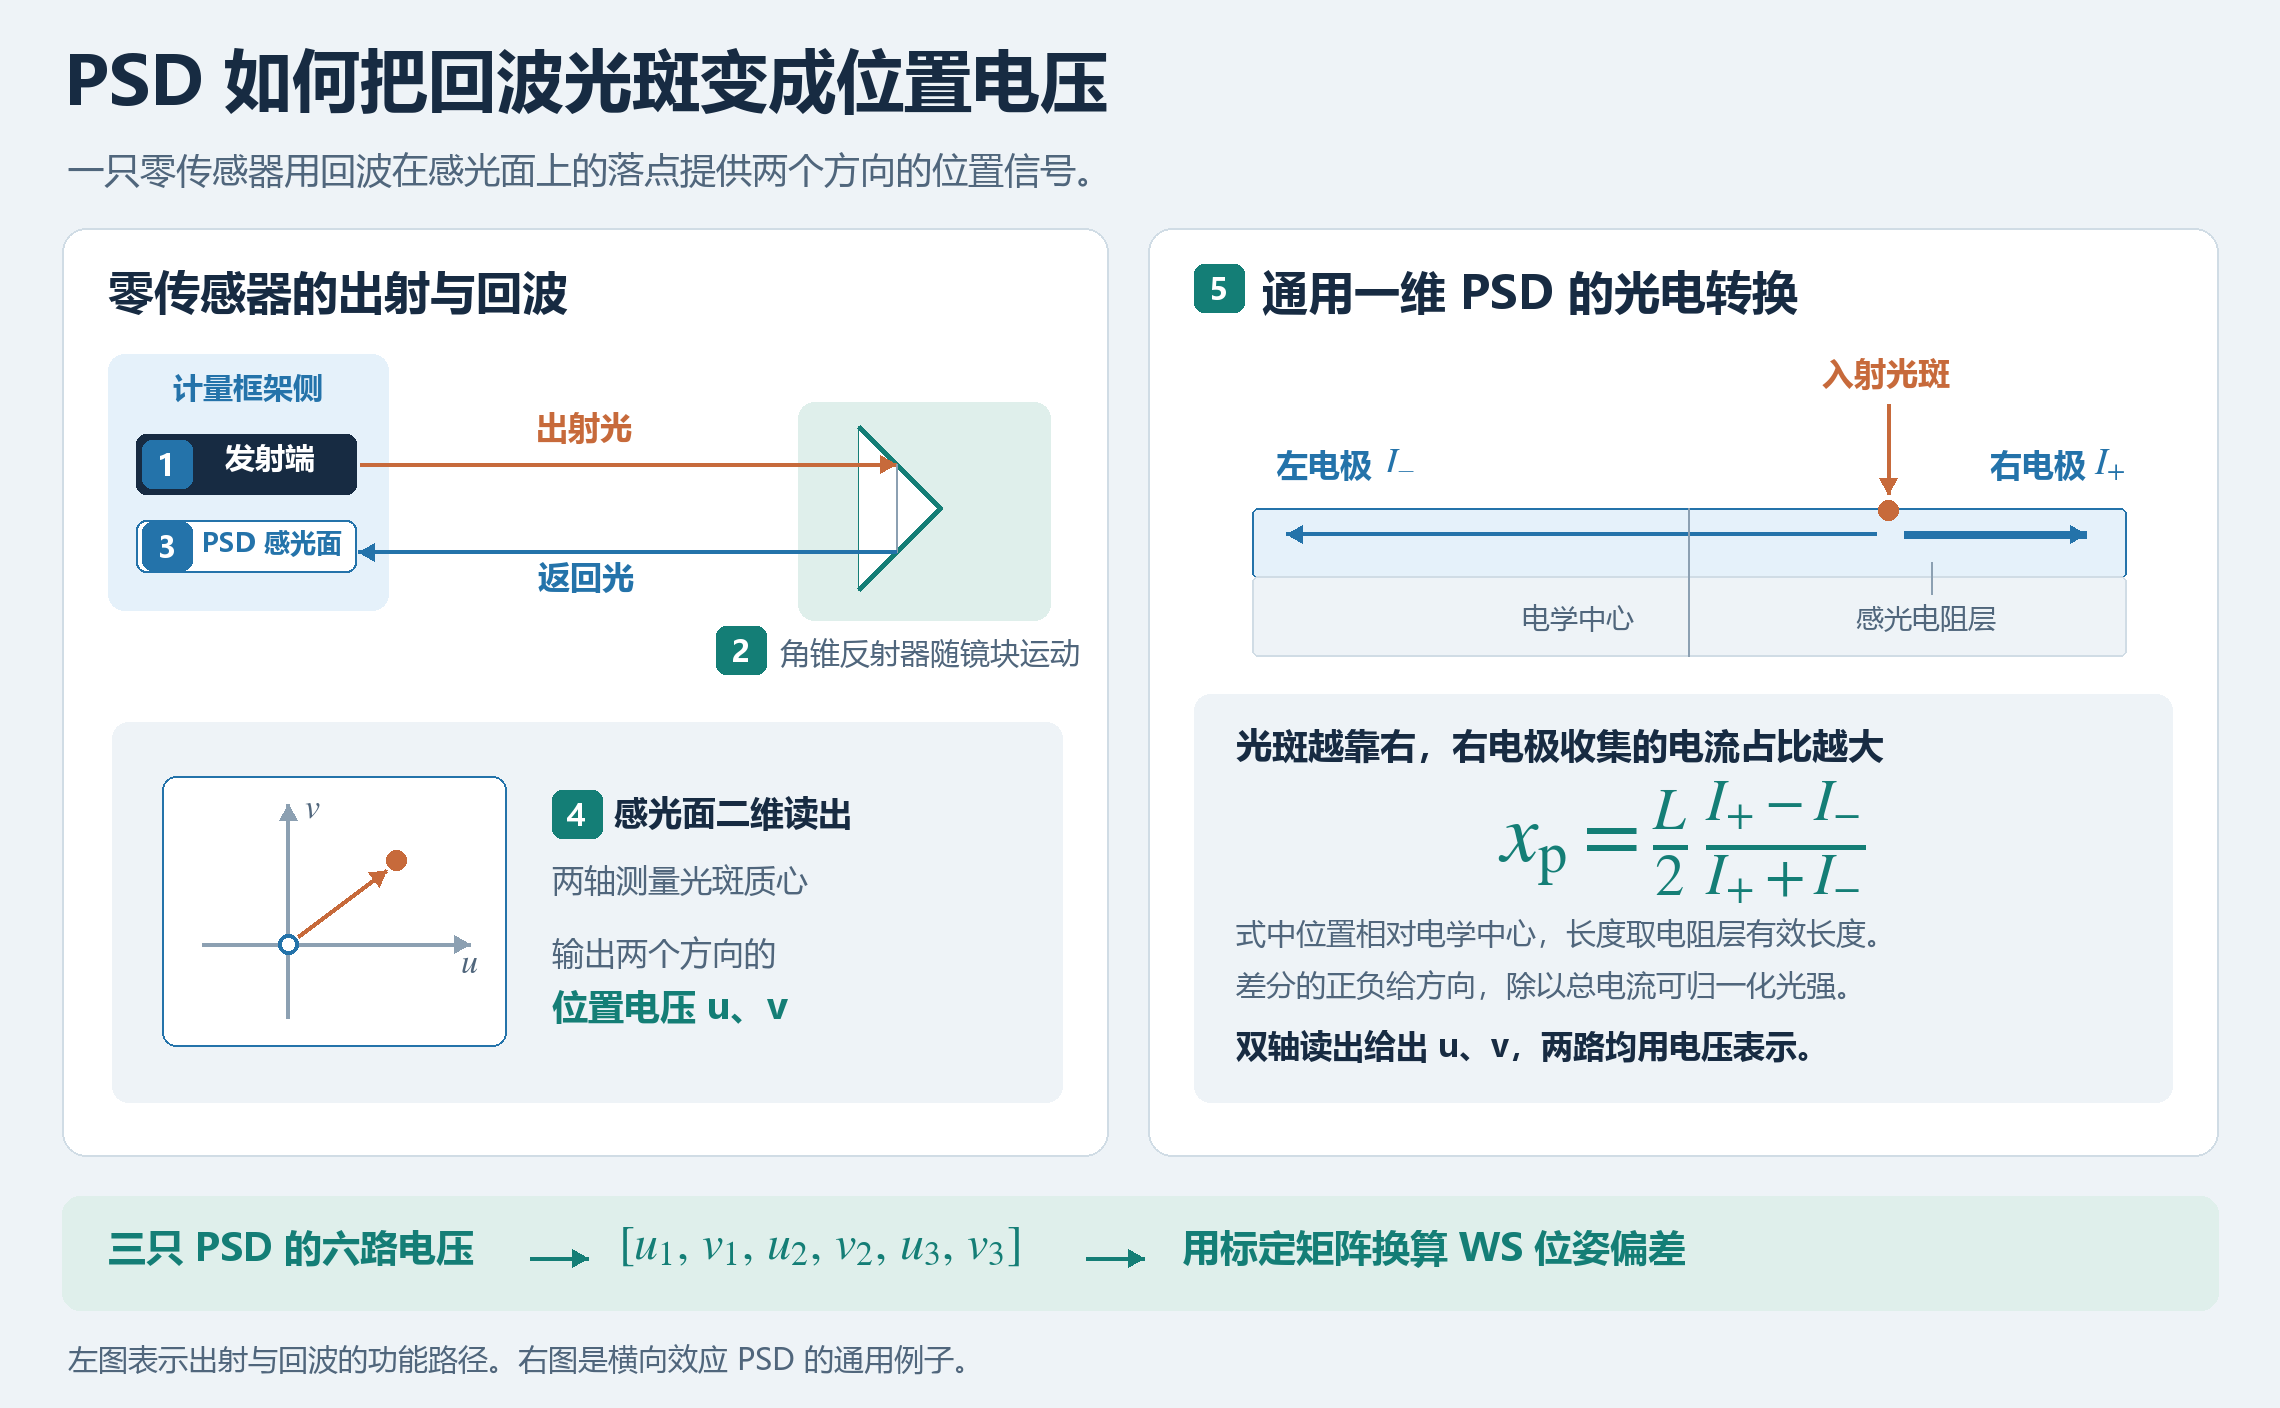 PSD 如何把回波光斑变成位置电压
一只零传感器用回波在感光面上的落点提供两个方向的位置信号。
零传感器的出射与回波
计量框架侧
1 发射端
出射光
3 PSD 感光面
返回光
2 角锥反射器随镜块运动
v
u
4 感光面二维读出
两轴测量光斑质心
输出两个方向的
位置电压 u、v
5 通用一维 PSD 的光电转换
入射光斑
左电极 I₋
右电极 I₊
电学中心
感光电阻层
光斑越靠右，右电极收集的电流占比越大
xₚ = L/2 (I₊ − I₋)/(I₊ + I₋)
式中位置相对电学中心，长度取电阻层有效长度。
差分的正负给方向，除以总电流可归一化光强。
双轴读出给出 u、v，两路均用电压表示。
三只 PSD 的六路电压 → [u₁, v₁, u₂, v₂, u₃, v₃] → 用标定矩阵换算 WS 位姿偏差
左图表示出射与回波的功能路径。右图是横向效应 PSD 的通用例子。